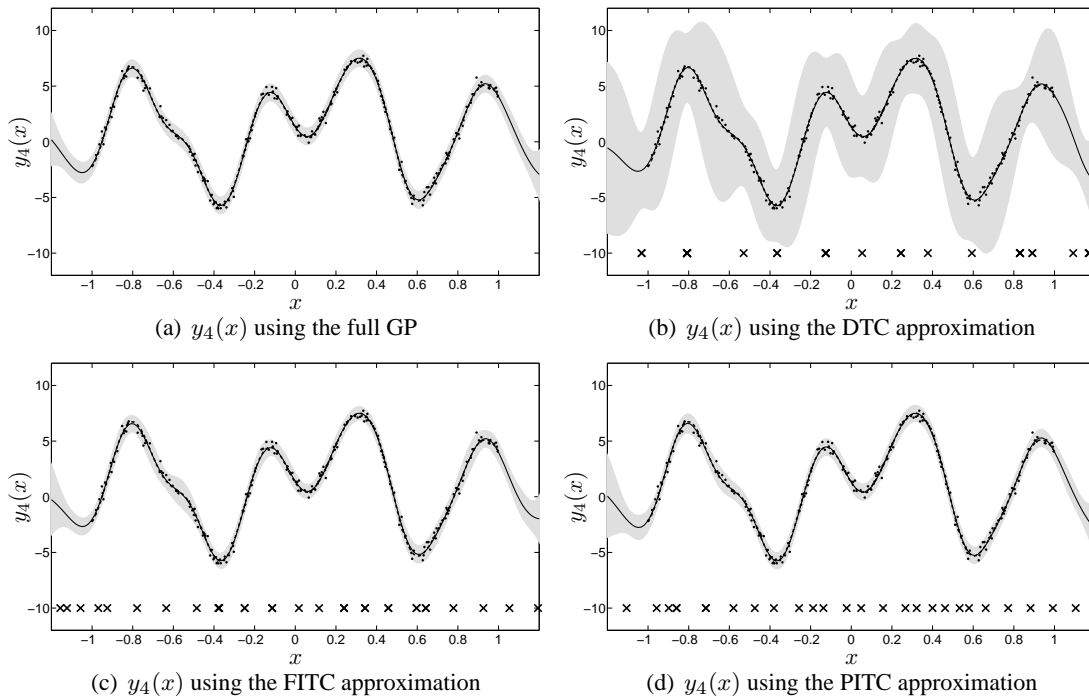 10
5
0
−5
−10
y₄(x)
−1 −0.8 −0.6 −0.4 −0.2 0 0.2 0.4 0.6 0.8 1
x
(a) y₄(x) using the full GP
10
5
0
−5
−10
y₄(x)
−1 −0.8 −0.6 −0.4 −0.2 0 0.2 0.4 0.6 0.8 1
x
(b) y₄(x) using the DTC approximation
10
5
0
−5
−10
y₄(x)
−1 −0.8 −0.6 −0.4 −0.2 0 0.2 0.4 0.6 0.8 1
x
(c) y₄(x) using the FITC approximation
10
5
0
−5
−10
y₄(x)
−1 −0.8 −0.6 −0.4 −0.2 0 0.2 0.4 0.6 0.8 1
x
(d) y₄(x) using the PITC approximation